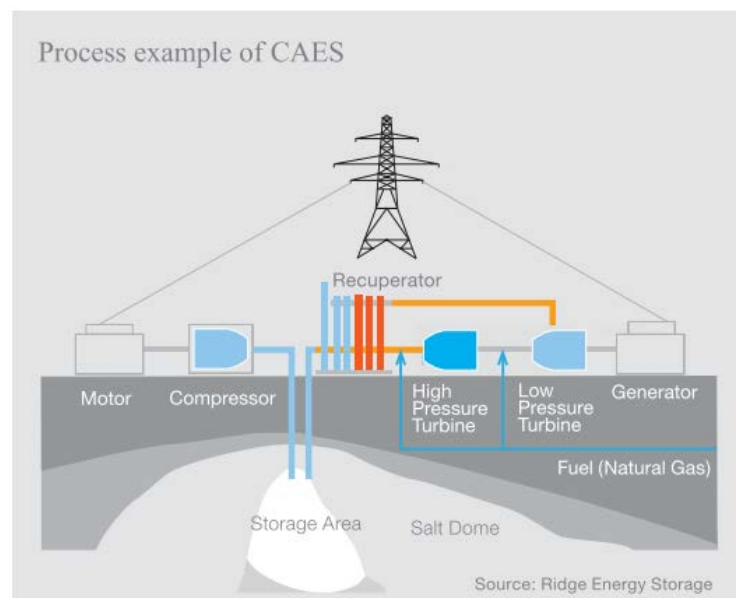 Process example of CAES
Recuperator
Motor
Compressor
High
Pressure
Turbine
Low
Pressure
Turbine
Generator
Fuel (Natural Gas)
Storage Area
Salt Dome
Source: Ridge Energy Storage